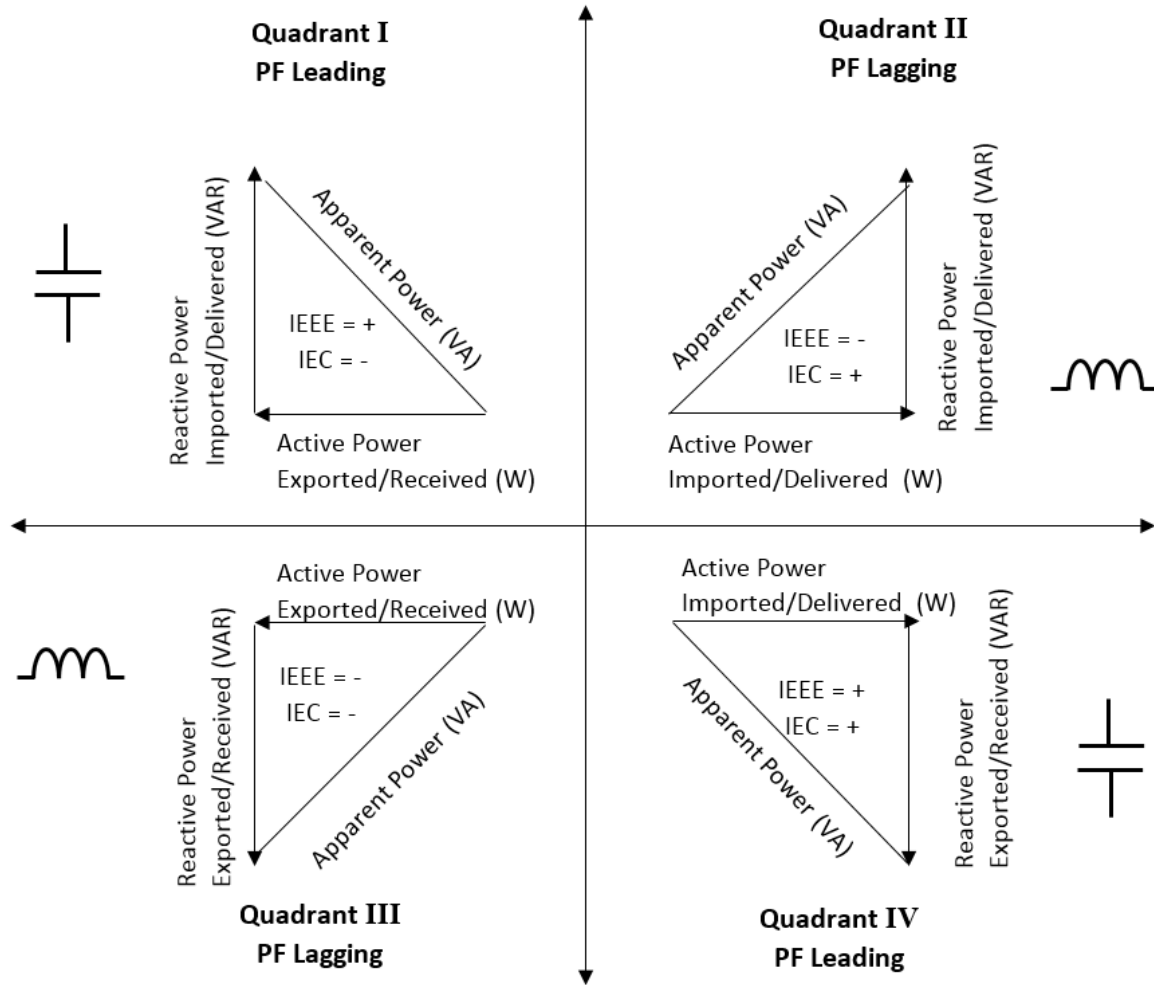 Quadrant I
PF Leading
Reactive Power
Imported/Delivered (VAR)
Apparent Power (VA)
IEEE = +
IEC = -
Active Power
Exported/Received (W)
Quadrant II
PF Lagging
Apparent Power (VA)
IEEE = -
IEC = +
Reactive Power
Imported/Delivered (VAR)
Active Power
Imported/Delivered (W)
Active Power
Exported/Received (W)
Reactive Power
Exported/Received (VAR)
IEEE = -
IEC = -
Apparent Power (VA)
Quadrant III
PF Lagging
Active Power
Imported/Delivered (W)
IEEE = +
IEC = +
Apparent Power (VA)
Reactive Power
Exported/Received (VAR)
Quadrant IV
PF Leading